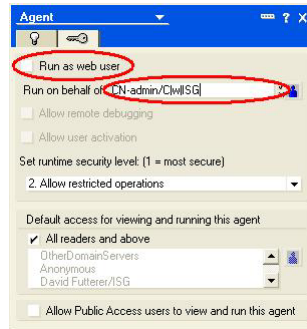 Agent
Run as web user
Run on behalf of CN-admin/CIwIISG
Allow remote debugging
Allow user activation
Set runtime security level: (1 = most secure)
2. Allow restricted operations
Default access for viewing and running this agent
All readers and above
OtherDomainServers
Anonymous
David Futterer/ISG
Allow Public Access users to view and run this agent